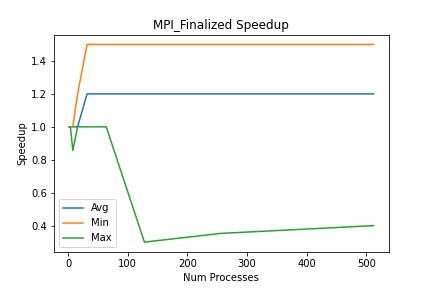 MPI_Finalized Speedup
Speedup
1.4
1.2
1.0
0.8
0.6
0.4
Avg
Min
Max
0 100 200 300 400 500
Num Processes